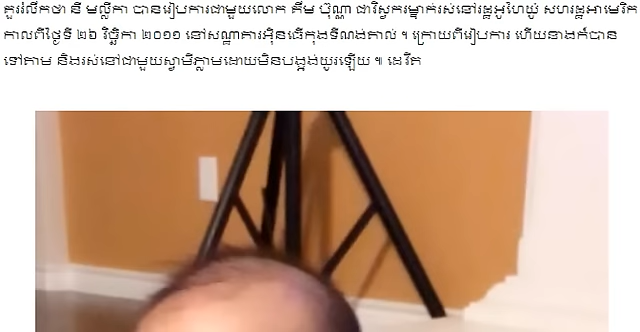 គួររំលឹកថា នី មល្លីកា បានរៀបការជាមួយលោក គឹម ប៊ុណ្ណា ជាវិស្វករម្នាក់រស់នៅរដ្ឋអូហៃយ៉ូ សហរដ្ឋអាមេរិក
កាលពីថ្ងៃទី ២៦ វិច្ឆិកា ២០១១ នៅសណ្ឋាការអ៊ិនធើកុងទីណង់តាល់ ។ ក្រោយពីរៀបការ ហើយនាងក៏បាន
ទៅតាម និងរស់នៅជាមួយស្វាមីភ្លាមដោយមិនបង្អង់យូរឡើយ ៕ ដេវីត